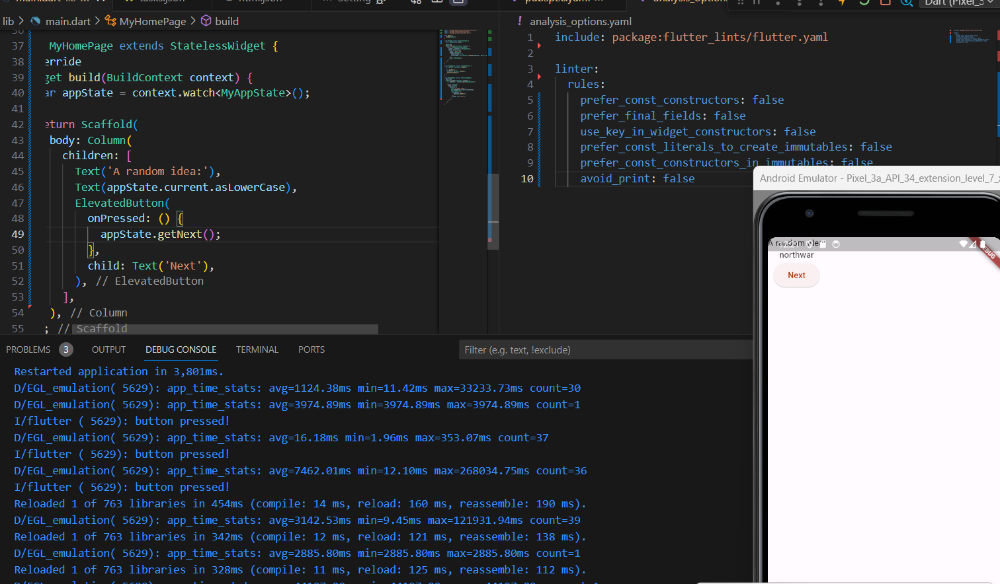 lib > main.dart > MyHomePage > build
37 MyHomePage extends StatelessWidget {
38 erride
39 get build(BuildContext context) {
40 ar appState = context.watch<MyAppState>();
41
42 eturn Scaffold(
43 body: Column(
44 children: [
45 Text('A random idea:'),
46 Text(appState.current.asLowerCase),
47 ElevatedButton(
48 onPressed: () {
49 appState.getNext();
50 },
51 child: Text('Next'),
52 ), // ElevatedButton
53 ],
54 ), // Column
55 ; // Scaffold
! analysis_options.yaml
1 include: package:flutter_lints/flutter.yaml
2
3 linter:
4 rules:
5 prefer_const_constructors: false
6 prefer_final_fields: false
7 use_key_in_widget_constructors: false
8 prefer_const_literals_to_create_immutables: false
9 prefer_const_constructors_in_immutables: false
10 avoid_print: false
Android Emulator - Pixel_3a_API_34_extension_level_7_
A random idea:
northwar
Next
PROBLEMS 3 OUTPUT DEBUG CONSOLE TERMINAL PORTS
Filter (e.g. text, !exclude)
Restarted application in 3,801ms.
D/EGL_emulation( 5629): app_time_stats: avg=1124.38ms min=11.42ms max=33233.73ms count=30
D/EGL_emulation( 5629): app_time_stats: avg=3974.89ms min=3974.89ms max=3974.89ms count=1
I/flutter ( 5629): button pressed!
D/EGL_emulation( 5629): app_time_stats: avg=16.18ms min=1.96ms max=353.07ms count=37
I/flutter ( 5629): button pressed!
D/EGL_emulation( 5629): app_time_stats: avg=7462.01ms min=12.10ms max=268034.75ms count=36
I/flutter ( 5629): button pressed!
Reloaded 1 of 763 libraries in 454ms (compile: 14 ms, reload: 160 ms, reassemble: 190 ms).
D/EGL_emulation( 5629): app_time_stats: avg=3142.53ms min=9.45ms max=121931.94ms count=39
Reloaded 1 of 763 libraries in 342ms (compile: 12 ms, reload: 121 ms, reassemble: 138 ms).
D/EGL_emulation( 5629): app_time_stats: avg=2885.80ms min=2885.80ms max=2885.80ms count=1
Reloaded 1 of 763 libraries in 328ms (compile: 11 ms, reload: 125 ms, reassemble: 112 ms).